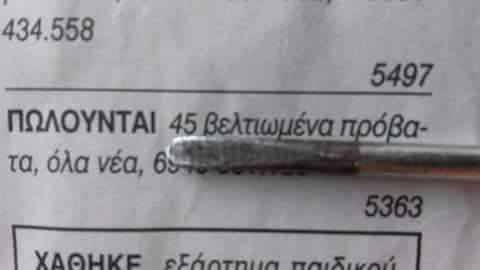 434.558
5497
ΠΩΛΟΥΝΤΑΙ 45 βελτιωμένα πρόβα-
τα, όλα νέα,
5363
ΧΑΘΗΚΕ εξάρτημα παιδικού